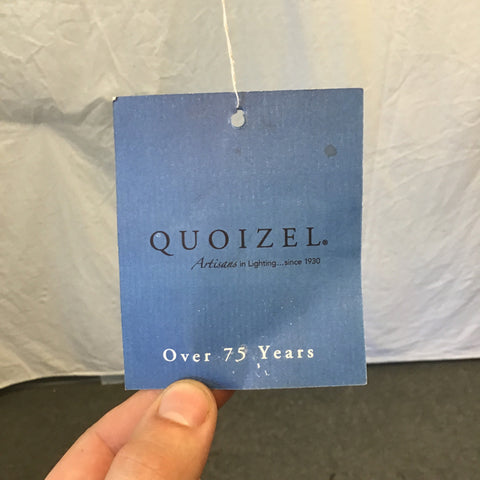 QUOIZEL®
Artisans in Lighting...since 1930
Over 75 Years